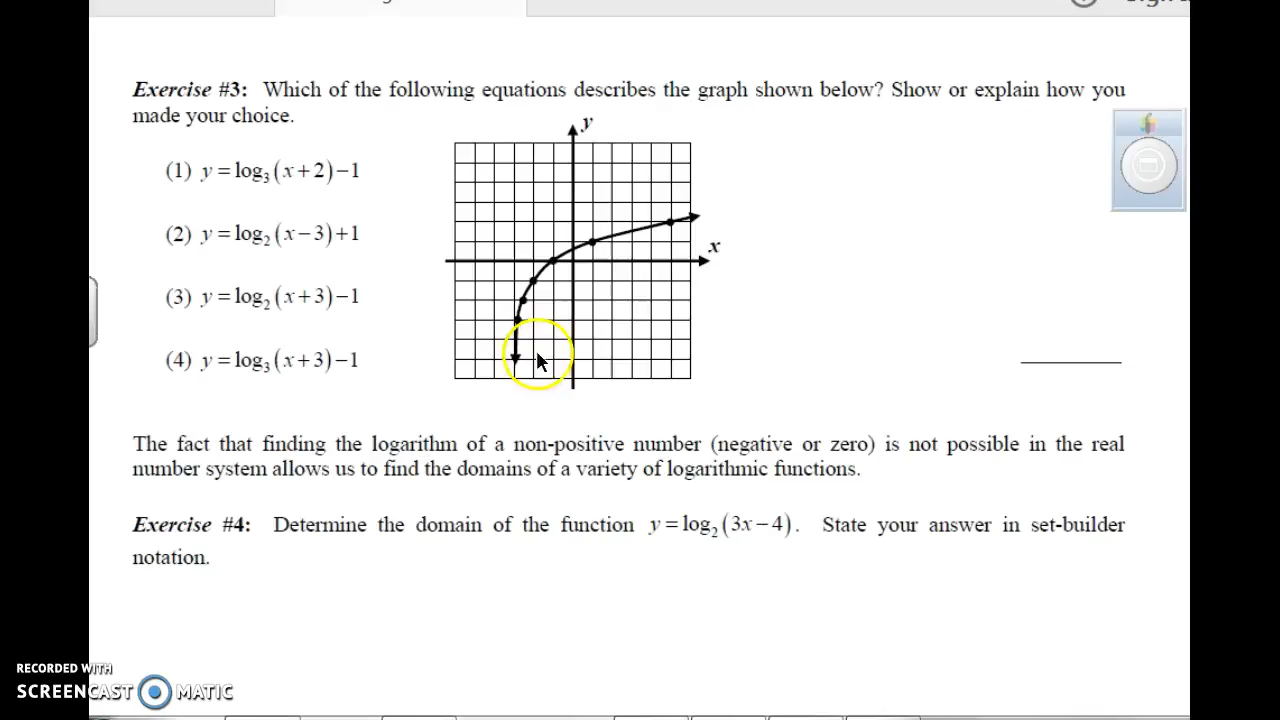 Exercise #3: Which of the following equations describes the graph shown below? Show or explain how you
made your choice.
(1) y = log₃(x+2)−1
(2) y = log₂(x−3)+1
(3) y = log₂(x+3)−1
(4) y = log₃(x+3)−1
y
x
The fact that finding the logarithm of a non-positive number (negative or zero) is not possible in the real
number system allows us to find the domains of a variety of logarithmic functions.
Exercise #4: Determine the domain of the function y = log₂(3x−4). State your answer in set-builder
notation.
RECORDED WITH
SCREENCAST MATIC